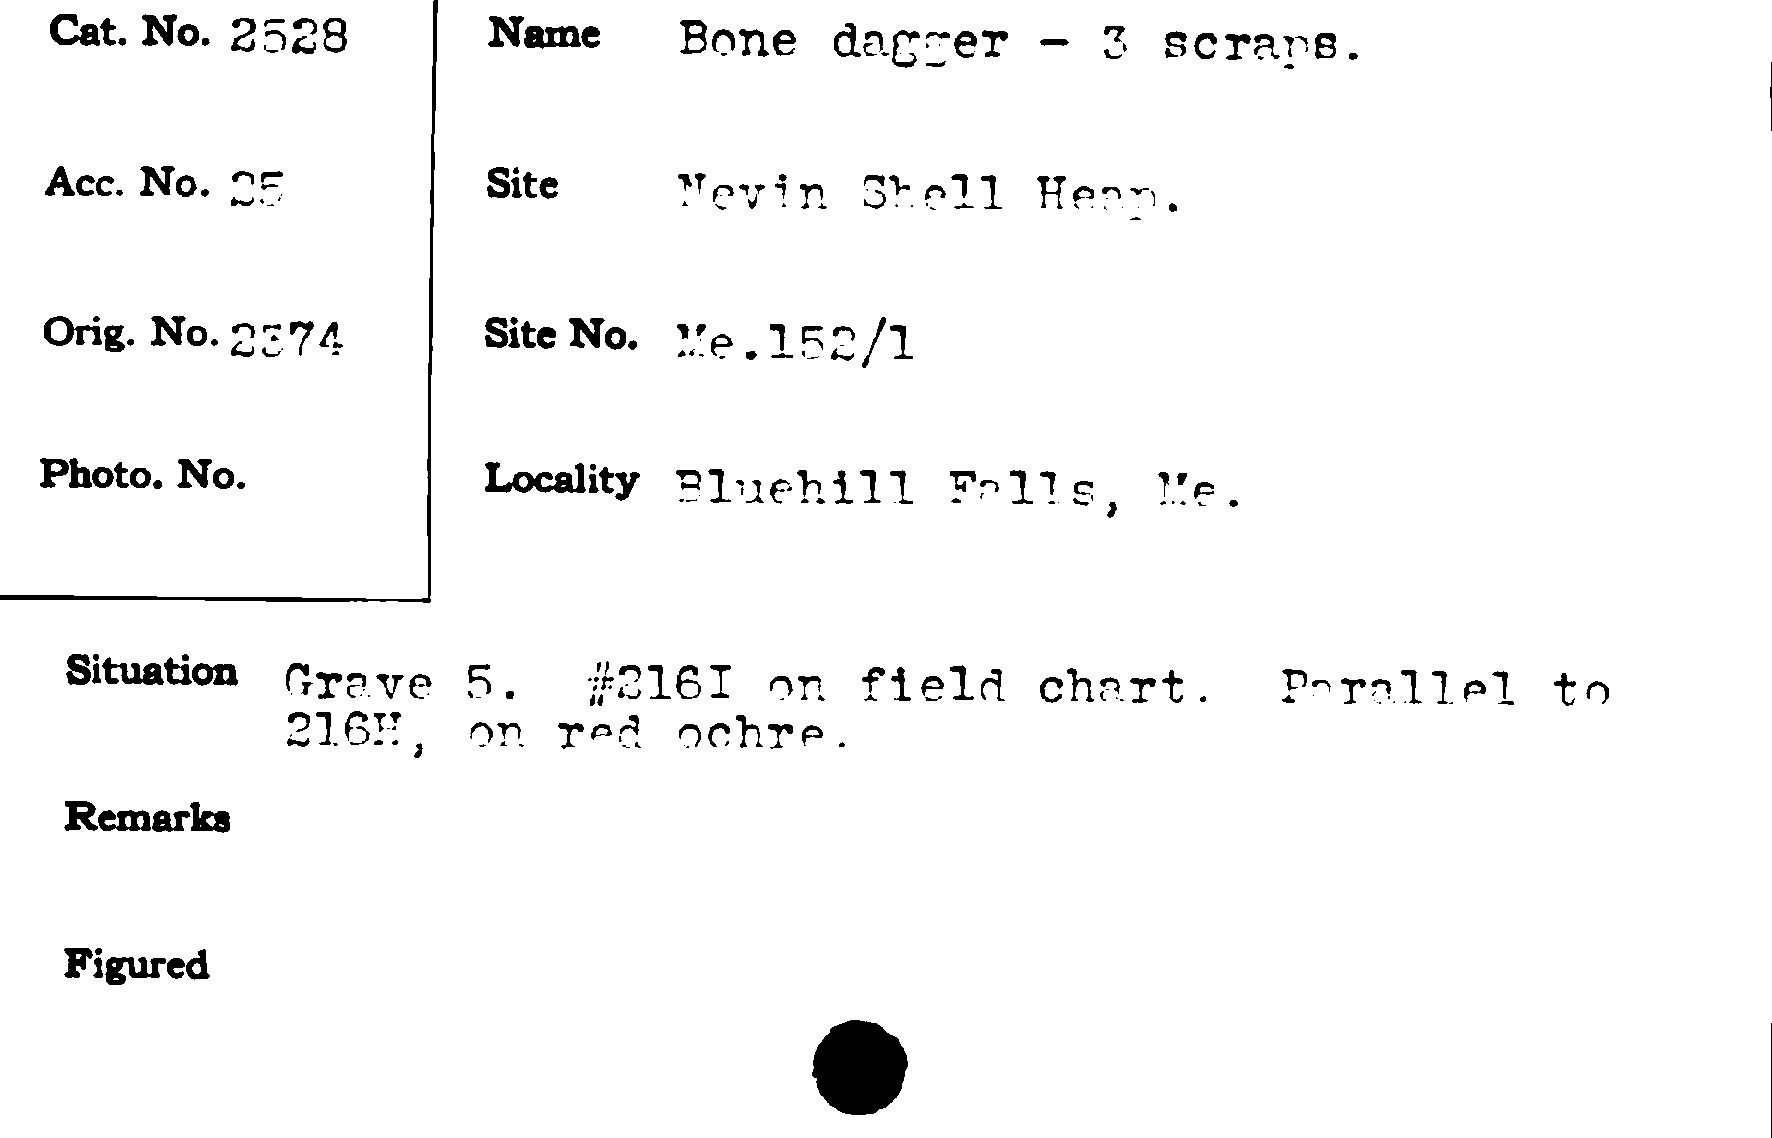 Cat. No. 2528
Name Bone dagger - 3 scraps.
Acc. No. 25
Site Nevin Shell Heap.
Orig. No. 2374
Site No. Me.152/1
Photo. No.
Locality Bluehill Falls, Me.
Situation Grave 5. #216I on field chart. Parallel to
216H, on red ochre.
Remarks
Figured